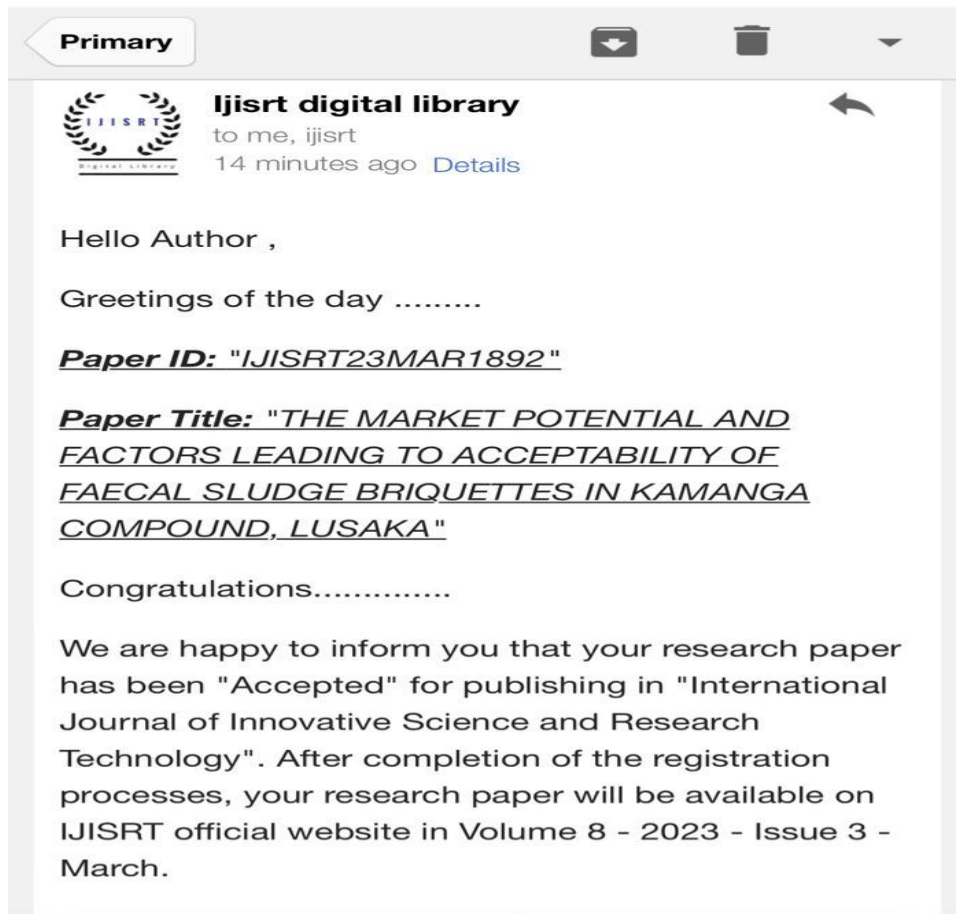 Primary
IJISRT
Digital Library
Ijisrt digital library
to me, ijisrt
14 minutes ago Details
Hello Author ,
Greetings of the day .........
Paper ID: "IJISRT23MAR1892"
Paper Title: "THE MARKET POTENTIAL AND
FACTORS LEADING TO ACCEPTABILITY OF
FAECAL SLUDGE BRIQUETTES IN KAMANGA
COMPOUND, LUSAKA"
Congratulations..............
We are happy to inform you that your research paper
has been "Accepted" for publishing in "International
Journal of Innovative Science and Research
Technology". After completion of the registration
processes, your research paper will be available on
IJISRT official website in Volume 8 - 2023 - Issue 3 -
March.